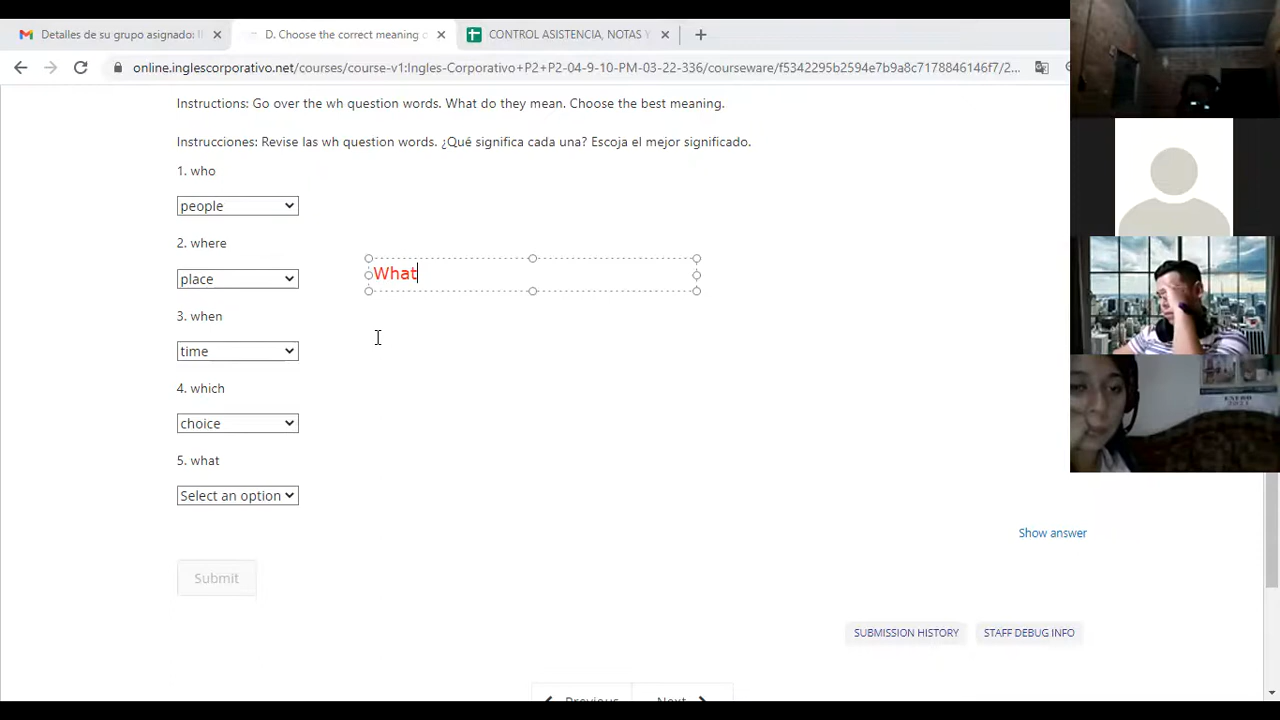 Detalles de su grupo asignado: I
D. Choose the correct meaning o
CONTROL ASISTENCIA, NOTAS Y
online.inglescorporativo.net/courses/course-v1:Ingles-Corporativo+P2+P2-04-9-10-PM-03-22-336/courseware/f5342295b2594e7b9a8c7178846146f7/2...
Instructions: Go over the wh question words. What do they mean. Choose the best meaning.
Instrucciones: Revise las wh question words. ¿Qué significa cada una? Escoja el mejor significado.
1. who
people
2. where
What
place
3. when
time
4. which
choice
5. what
Select an option
Show answer
Submit
SUBMISSION HISTORY
STAFF DEBUG INFO
Previous
Next
ENERO